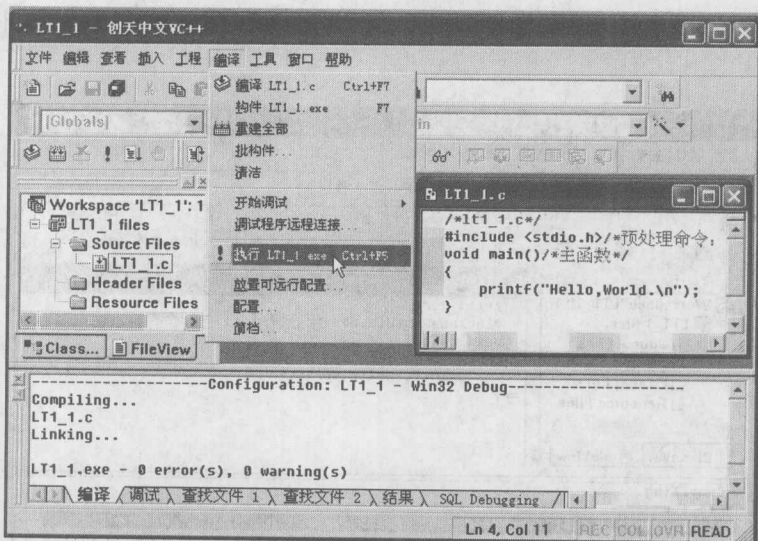 LT1_1 - 创天中文VC++
文件 编辑 查看 插入 工程 编译 工具 窗口 帮助
编译 LT1_1.c Ctrl+F7
构件 LT1_1.exe F7
重建全部
批构件...
清洁
开始调试
调试程序远程连接...
执行 LT1_1.exe Ctrl+F5
放置可远行配置...
配置...
简档...
[Globals]
in
Workspace 'LT1_1': 1
LT1_1 files
Source Files
LT1_1.c
Header Files
Resource Files
Class...
FileView
LT1_1.c
/*lt1_1.c*/
#include <stdio.h>/*预处理命令;
void main()/*主函数*/
{
printf("Hello,World.\n");
}
--------------------Configuration: LT1_1 - Win32 Debug--------------------
Compiling...
LT1_1.c
Linking...
LT1_1.exe - 0 error(s), 0 warning(s)
编译 调试 查找文件 1 查找文件 2 结果 SQL Debugging
Ln 4, Col 11 REC COL OVR READ